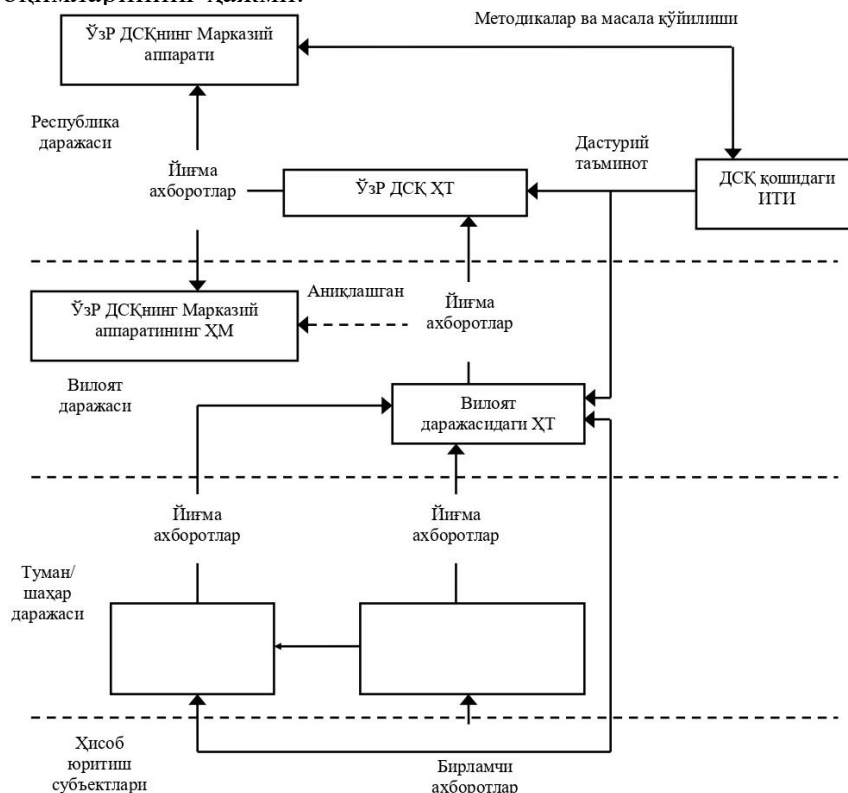 оқимларининг ҳажми.
Методикалар ва масала қўйилиши
ЎзР ДСҚнинг Марказий
аппарати
Республика
даражаси
Йиғма
ахборотлар
Дастурий
таъминот
ЎзР ДСҚ ҲТ
ДСҚ қошидаги
ИТИ
Аниқлашган
ЎзР ДСҚнинг Марказий
аппаратининг ҲМ
Йиғма
ахборотлар
Вилоят
даражаси
Вилоят
даражасидаги ҲТ
Йиғма
ахборотлар
Йиғма
ахборотлар
Туман/
шаҳар
даражаси
Ҳисоб
юритиш
субъектлари
Бирламчи
ахборотлар